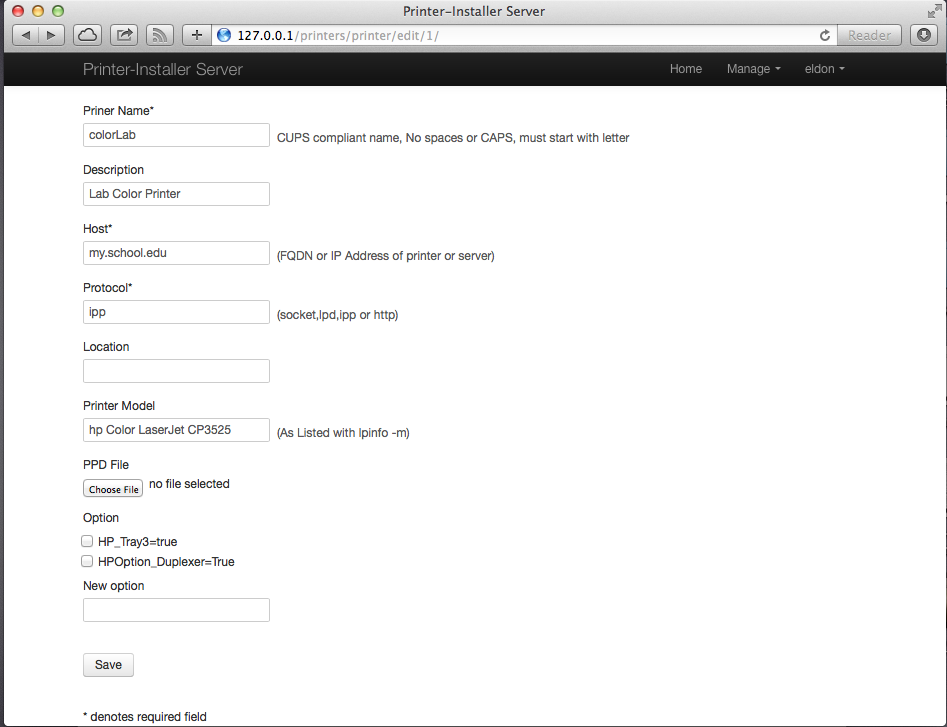 Printer-Installer Server
127.0.0.1/printers/printer/edit/1/
Reader
Printer-Installer Server
Home
Manage
eldon
Priner Name*
colorLab
CUPS compliant name, No spaces or CAPS, must start with letter
Description
Lab Color Printer
Host*
my.school.edu
(FQDN or IP Address of printer or server)
Protocol*
ipp
(socket,lpd,ipp or http)
Location
Printer Model
hp Color LaserJet CP3525
(As Listed with lpinfo -m)
PPD File
Choose File
no file selected
Option
HP_Tray3=true
HPOption_Duplexer=True
New option
Save
* denotes required field